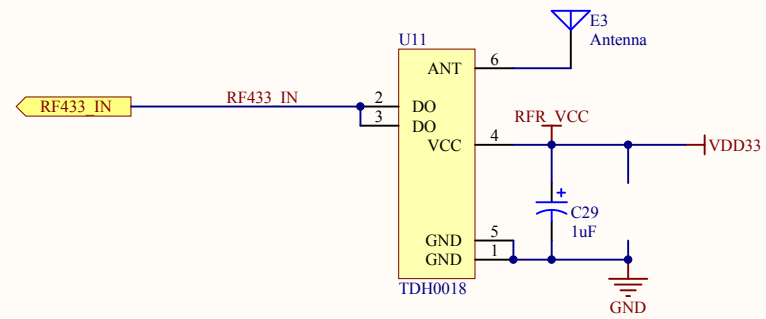 E3
Antenna
U11
ANT
6
RF433_IN
RF433_IN
2
DO
3
DO
VCC
4
RFR_VCC
VDD33
+
C29
1uF
GND
5
GND
1
TDH0018
GND